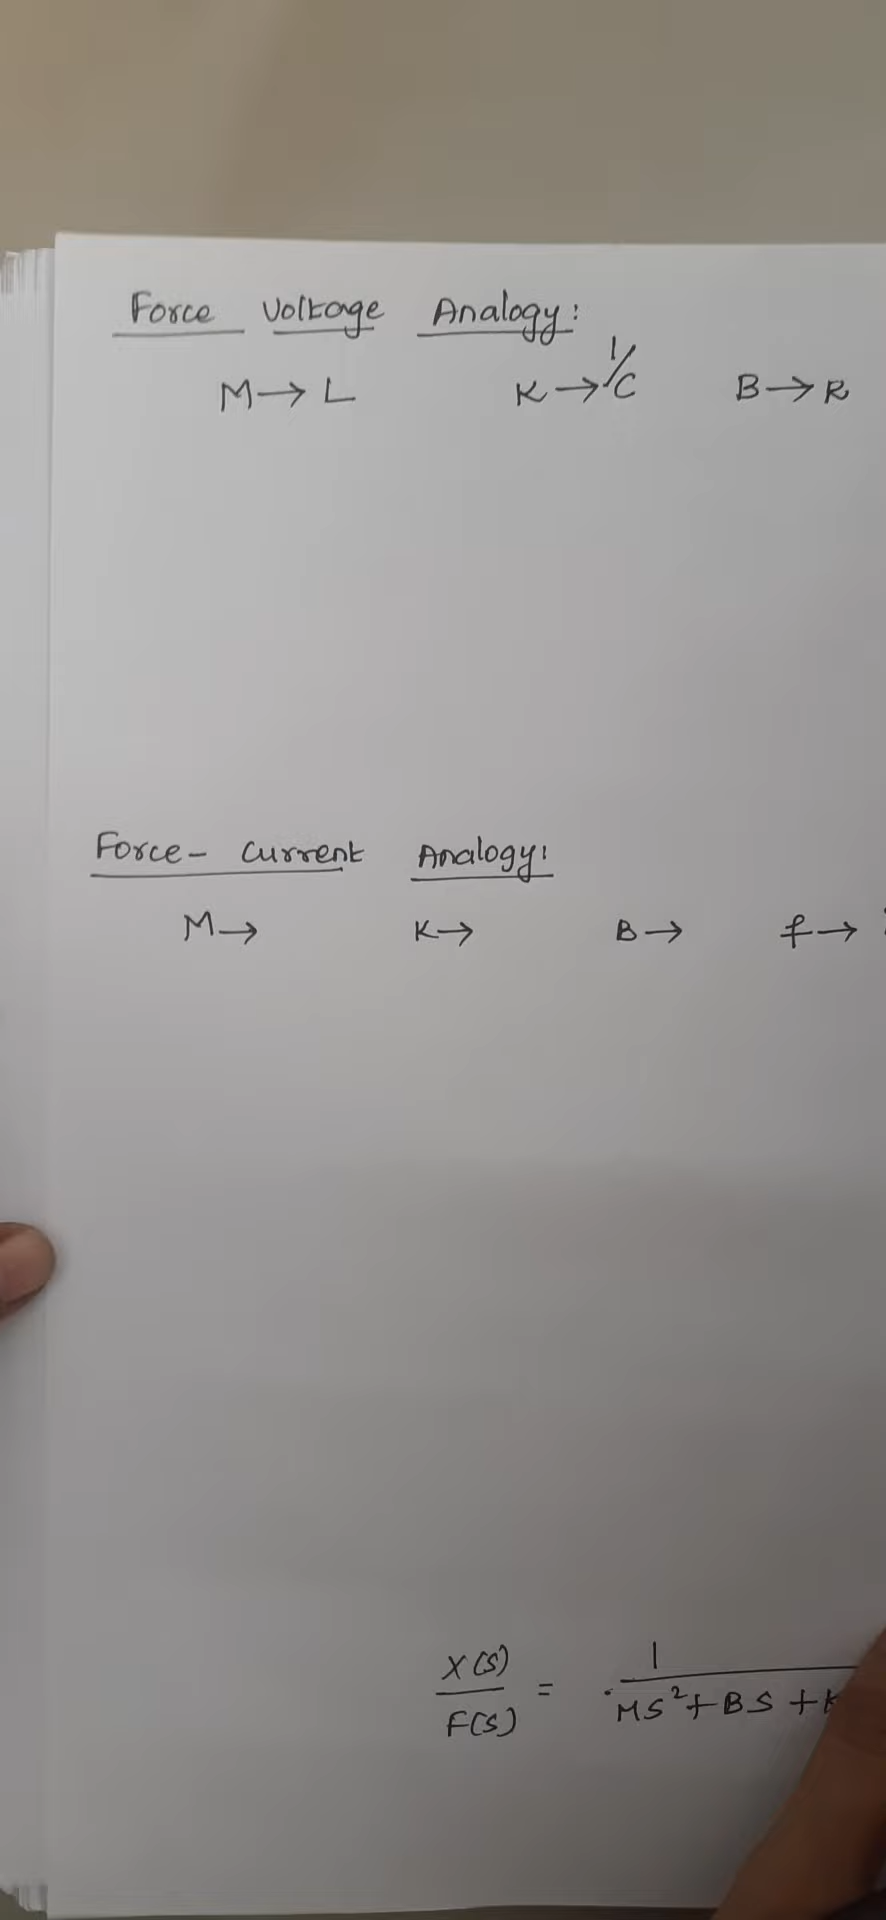 Force Voltage Analogy:
M→L K→1/C B→R
Force- Current Analogy:
M→ K→ B→ f→
X(S)/F(S) = 1/MS²+BS+K